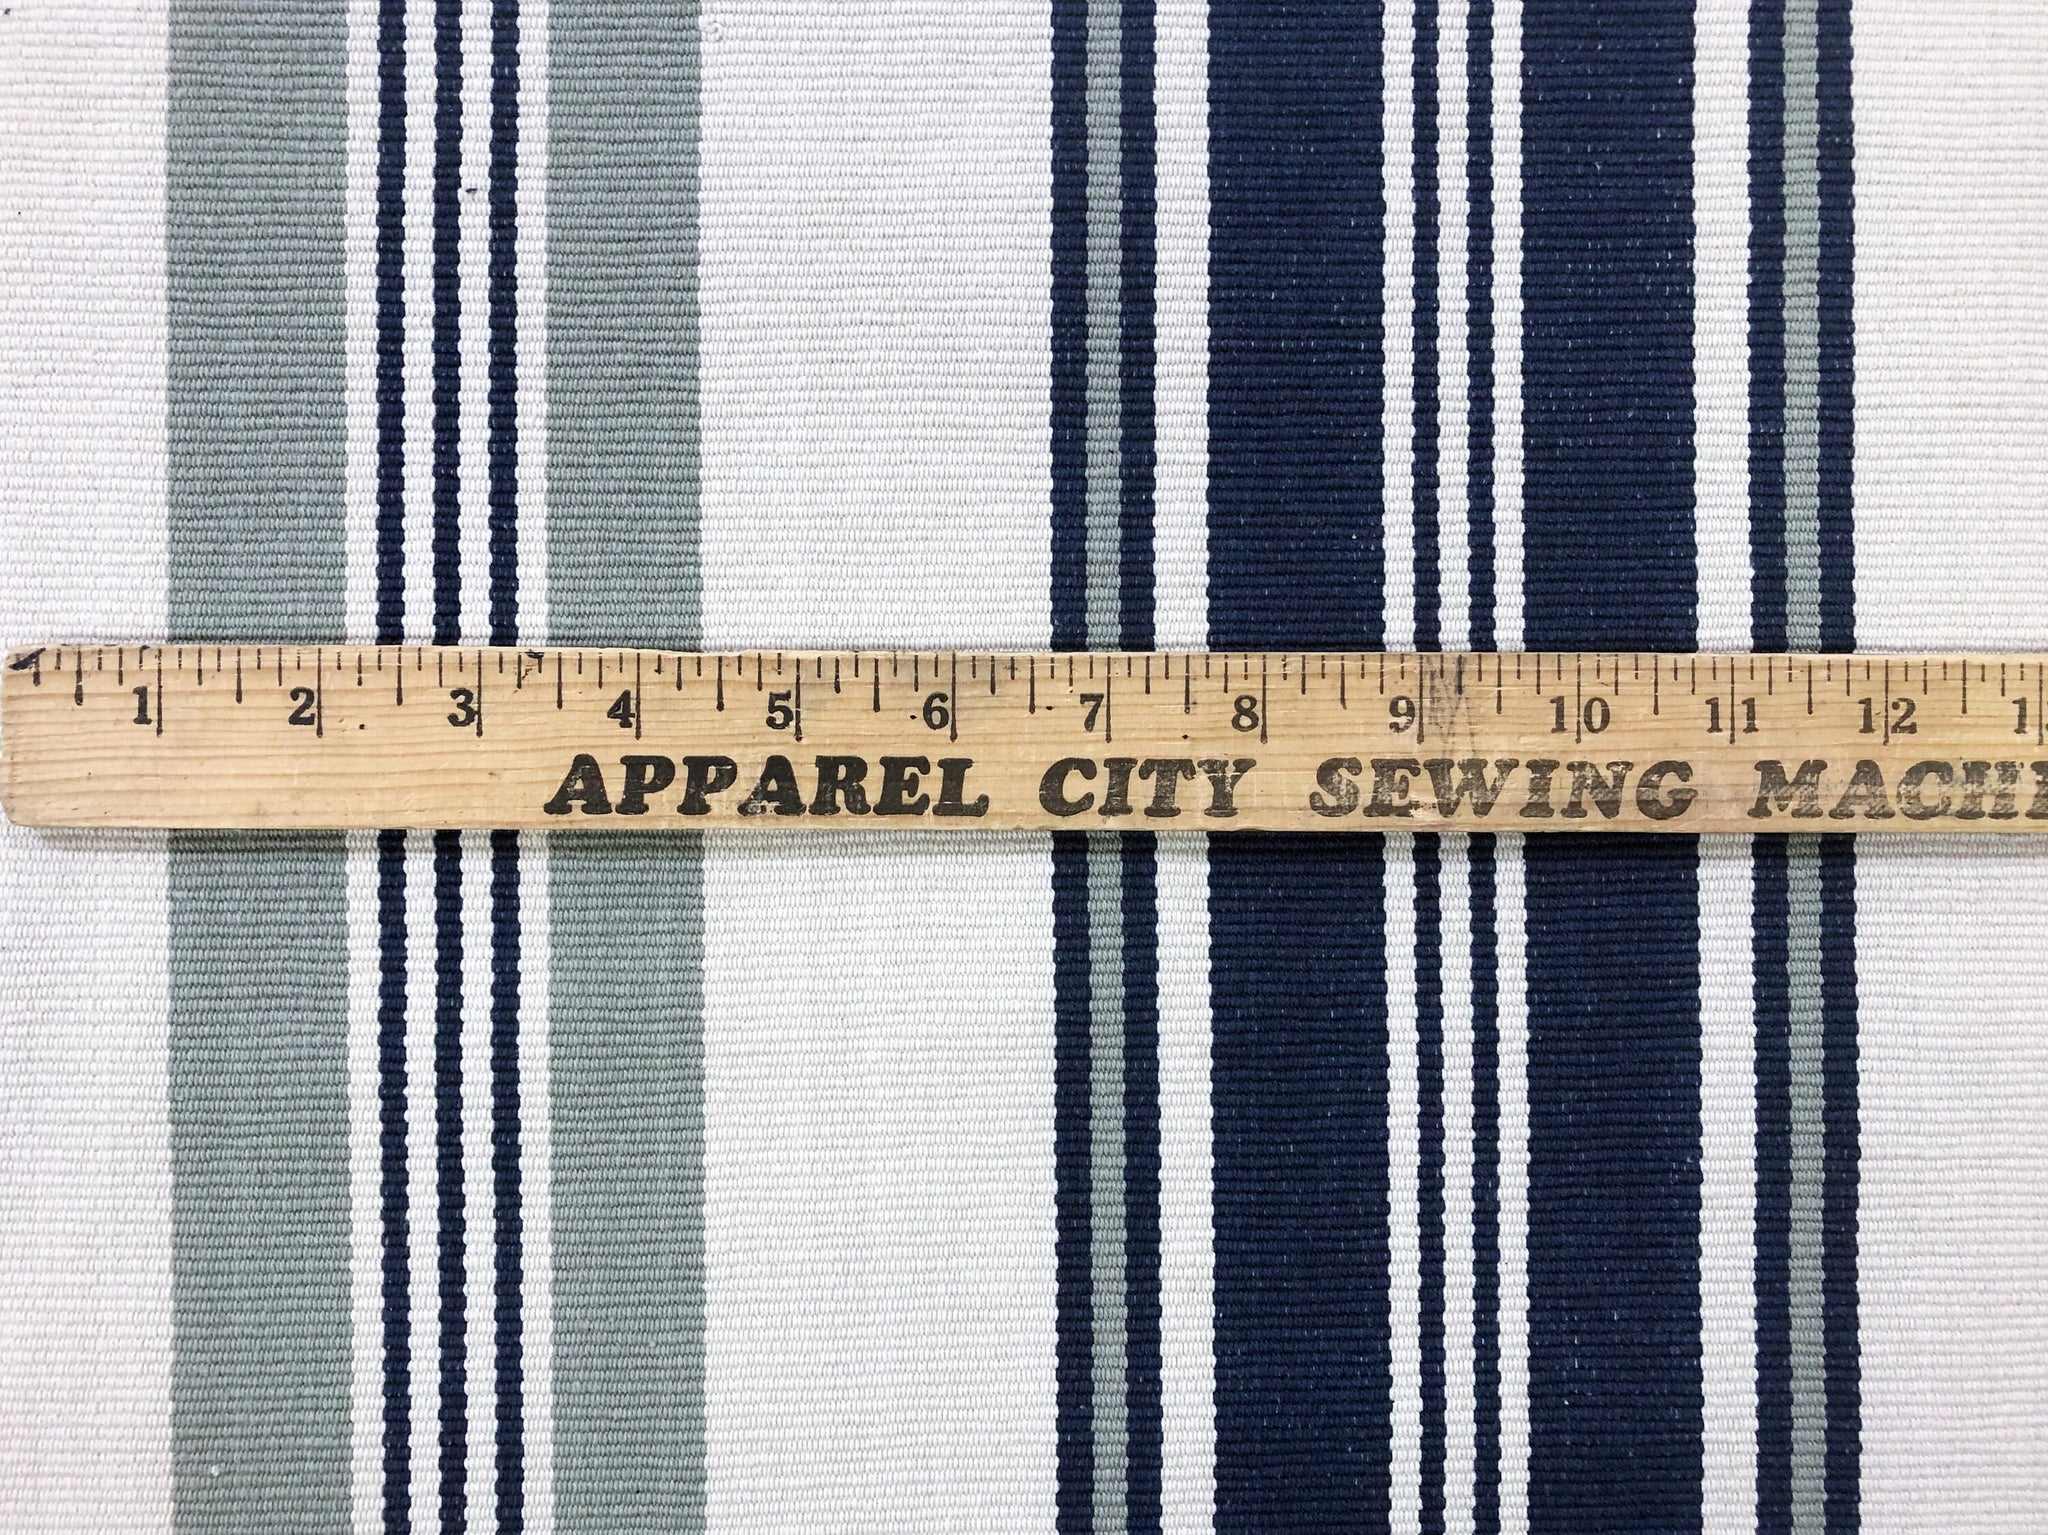 1 2 3 4 5 6 7 8 9 10 11 12
APPAREL CITY SEWING